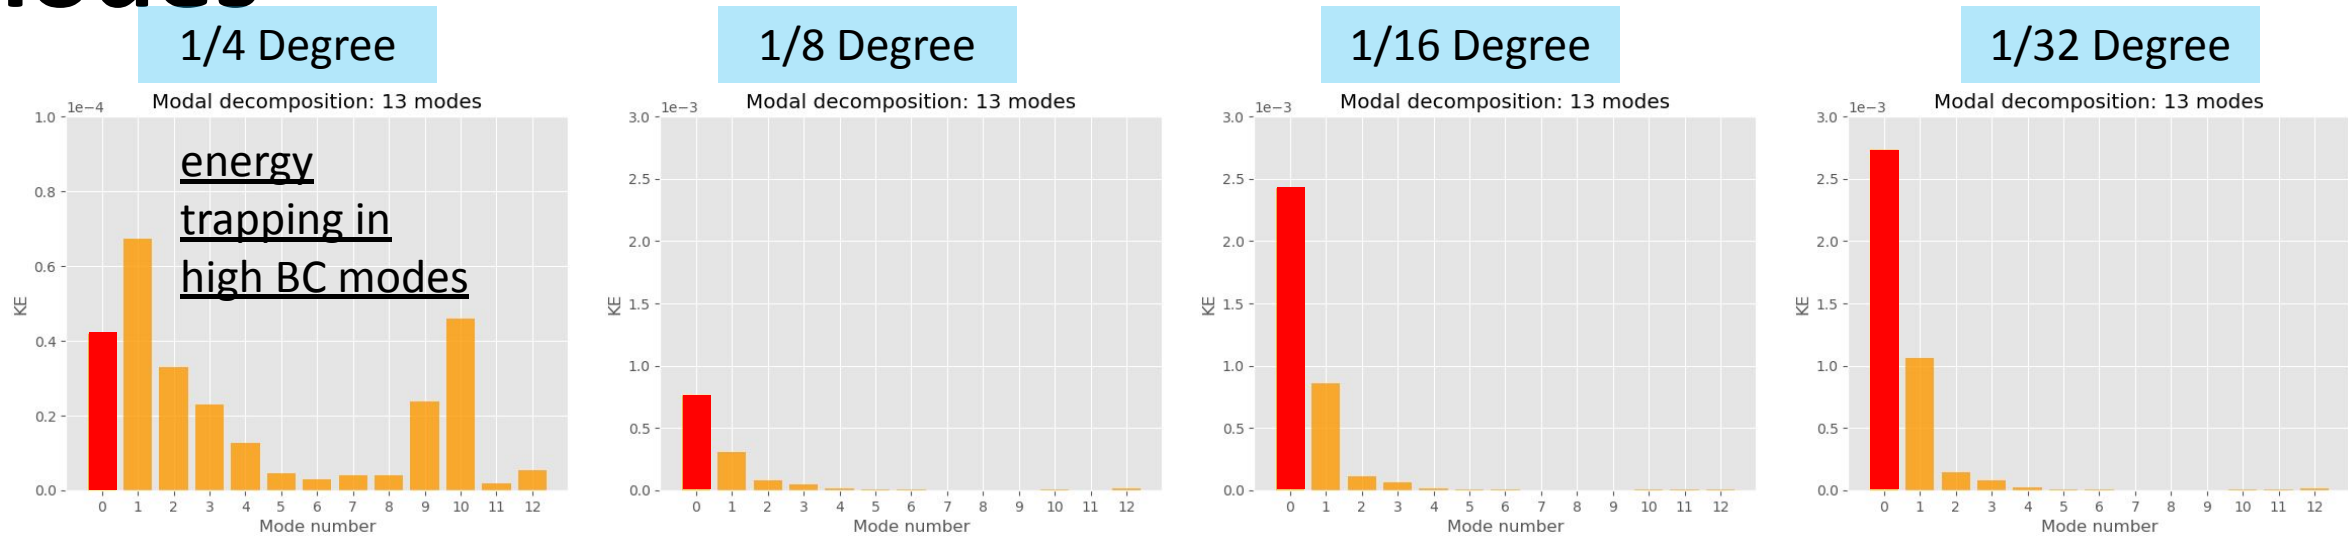 1/4 Degree
1/8 Degree
1/16 Degree
1/32 Degree
1e−4
Modal decomposition: 13 modes
1.0
0.8
0.6
0.4
0.2
0.0
KE
energy
trapping in
high BC modes
0 1 2 3 4 5 6 7 8 9 10 11 12
Mode number
1e−3
Modal decomposition: 13 modes
3.0
2.5
2.0
1.5
1.0
0.5
0.0
KE
0 1 2 3 4 5 6 7 8 9 10 11 12
Mode number
1e−3
Modal decomposition: 13 modes
3.0
2.5
2.0
1.5
1.0
0.5
0.0
KE
0 1 2 3 4 5 6 7 8 9 10 11 12
Mode number
1e−3
Modal decomposition: 13 modes
3.0
2.5
2.0
1.5
1.0
0.5
0.0
KE
0 1 2 3 4 5 6 7 8 9 10 11 12
Mode number